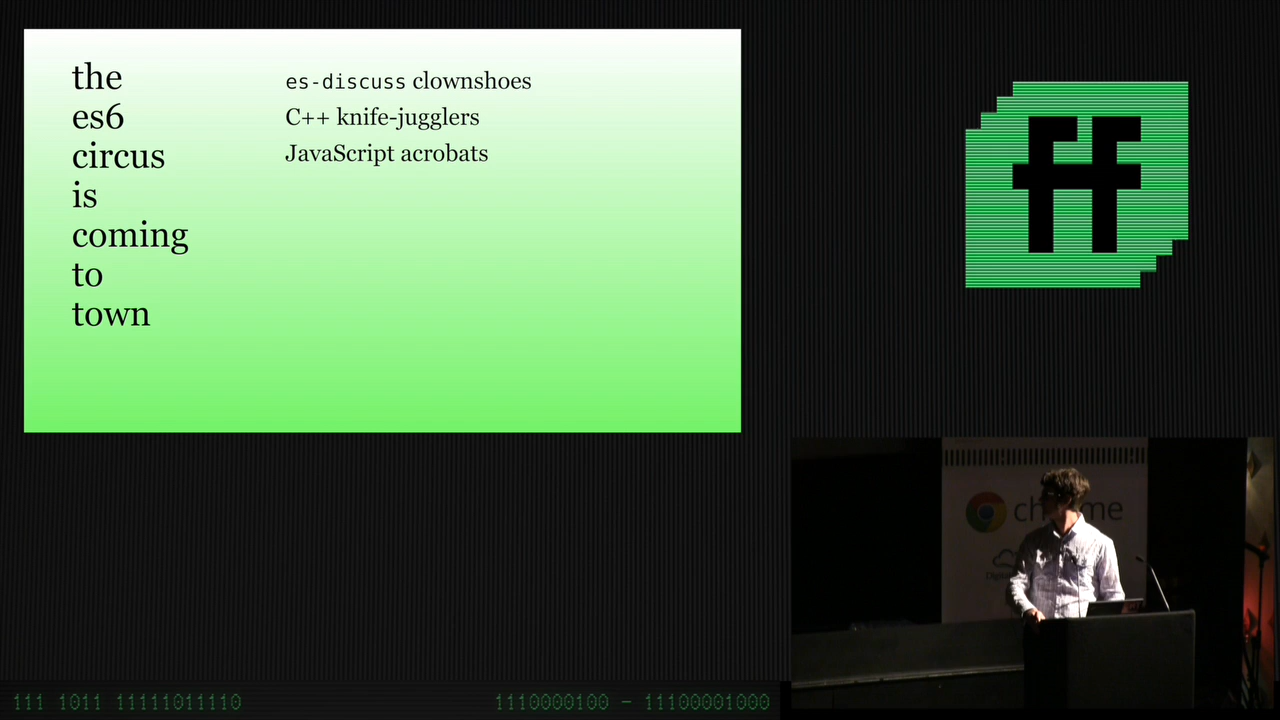 the
es6
circus
is
coming
to
town
es-discuss clownshoes
C++ knife-jugglers
JavaScript acrobats
ff
111 1011 11111011110
1110000100 - 11100001000